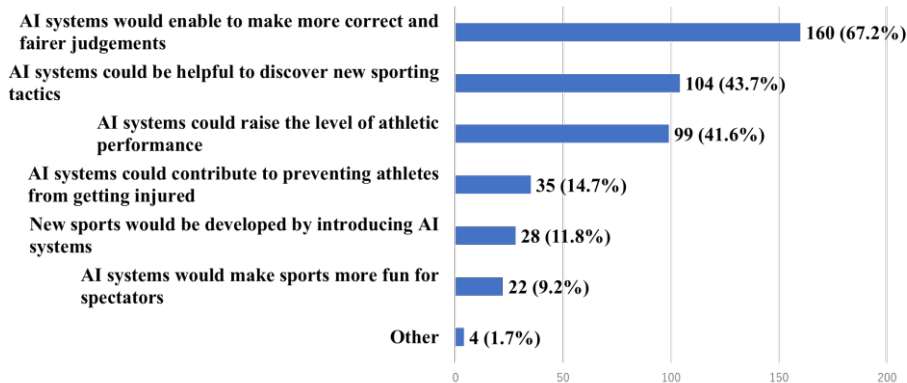 AI systems would enable to make more correct and
fairer judgements
160 (67.2%)
AI systems could be helpful to discover new sporting
tactics
104 (43.7%)
AI systems could raise the level of athletic
performance
99 (41.6%)
AI systems could contribute to preventing athletes
from getting injured
35 (14.7%)
New sports would be developed by introducing AI
systems
28 (11.8%)
AI systems would make sports more fun for
spectators
22 (9.2%)
Other
4 (1.7%)
0 50 100 150 200